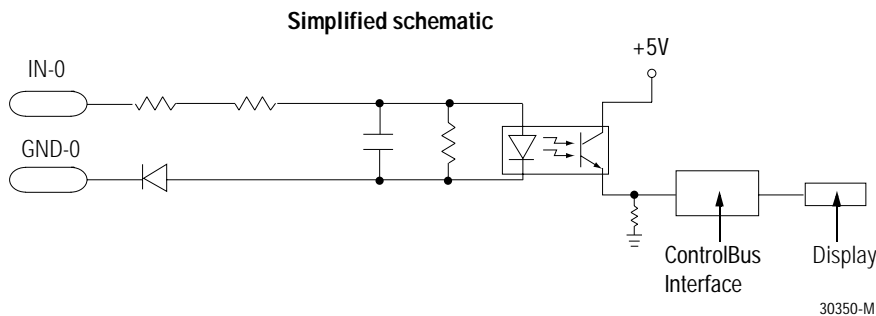 Simplified schematic
+5V
IN-0
GND-0
ControlBus
Interface
Display
30350-M